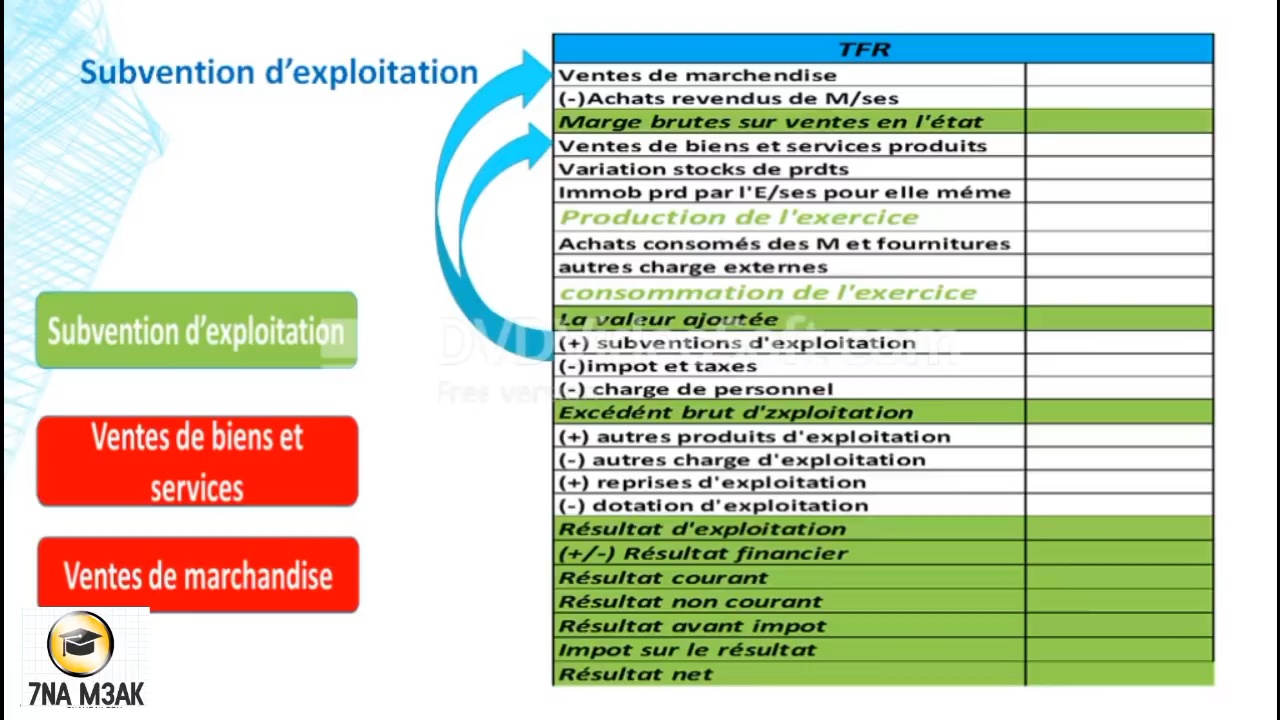 Subvention d'exploitation
Subvention d'exploitation
Ventes de biens et
services
Ventes de marchandise
7NA M3AK
TFR
Ventes de marchendise
(-)Achats revendus de M/ses
Marge brutes sur ventes en l'état
Ventes de biens et services produits
Variation stocks de prdts
Immob prd par l'E/ses pour elle méme
Production de l'exercice
Achats consomés des M et fournitures
autres charge externes
consommation de l'exercice
La valeur ajoutée
(+) subventions d'exploitation
(-)impot et taxes
(-) charge de personnel
Excédént brut d'zxploitation
(+) autres produits d'exploitation
(-) autres charge d'exploitation
(+) reprises d'exploitation
(-) dotation d'exploitation
Résultat d'exploitation
(+/-) Résultat financier
Résultat courant
Résultat non courant
Résultat avant impot
Impot sur le résultat
Résultat net